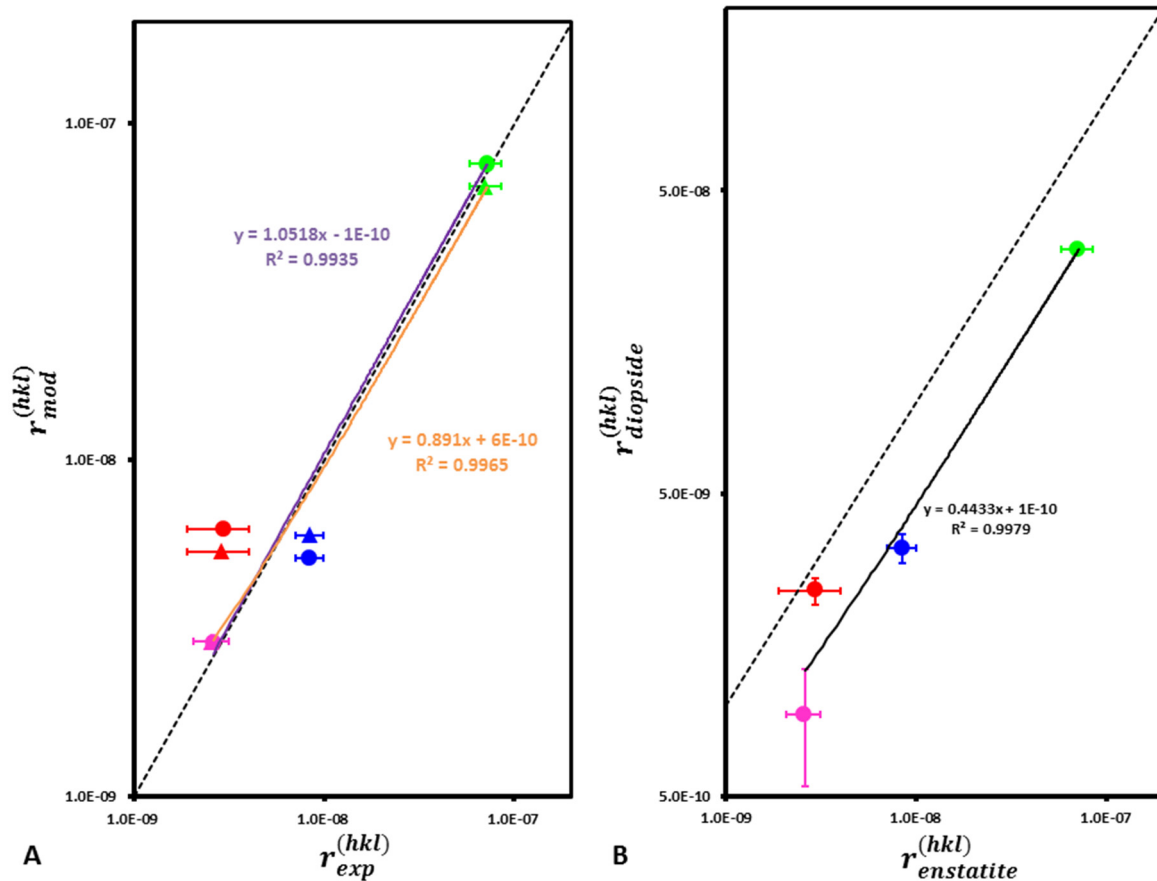 1.0E-07
1.0E-08
1.0E-09
1.0E-09
1.0E-08
1.0E-07
r_mod^(hkl)
r_exp^(hkl)
y = 1.0518x - 1E-10
R² = 0.9935
y = 0.891x + 6E-10
R² = 0.9965
A
5.0E-08
5.0E-09
5.0E-10
1.0E-09
1.0E-08
1.0E-07
r_diopside^(hkl)
r_enstatite^(hkl)
y = 0.4433x + 1E-10
R² = 0.9979
B